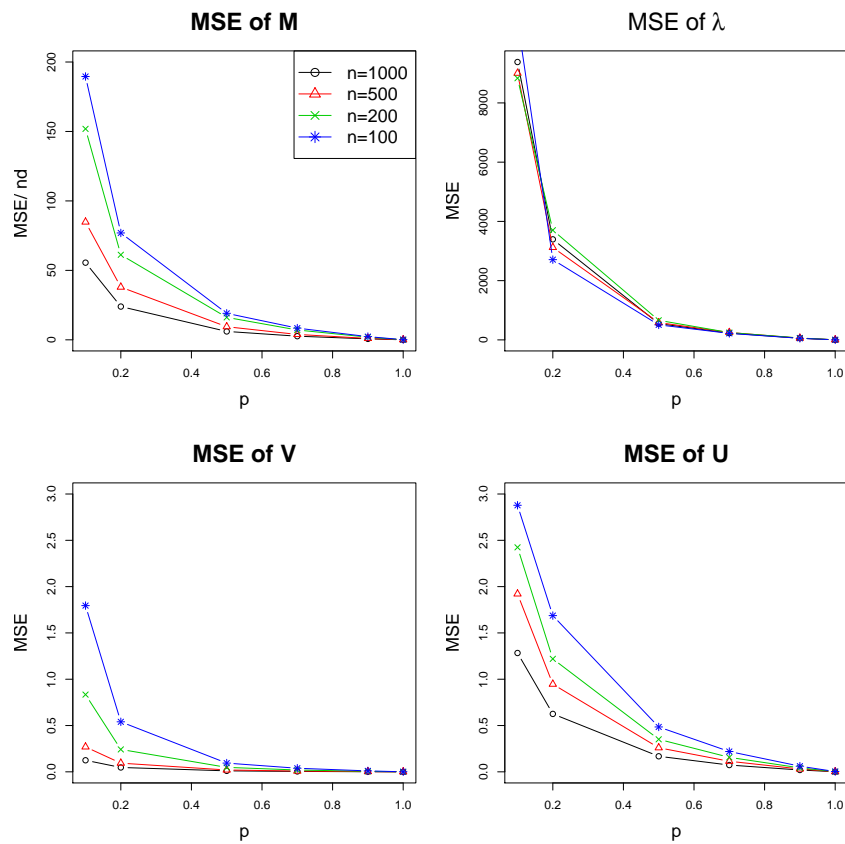 MSE of M
MSE/ nd
200
150
100
50
0
n=1000
n=500
n=200
n=100
0.2 0.4 0.6 0.8 1.0
p
MSE of λ
MSE
8000
6000
4000
2000
0
0.2 0.4 0.6 0.8 1.0
p
MSE of V
MSE
3.0
2.5
2.0
1.5
1.0
0.5
0.0
0.2 0.4 0.6 0.8 1.0
p
MSE of U
MSE
3.0
2.5
2.0
1.5
1.0
0.5
0.0
0.2 0.4 0.6 0.8 1.0
p